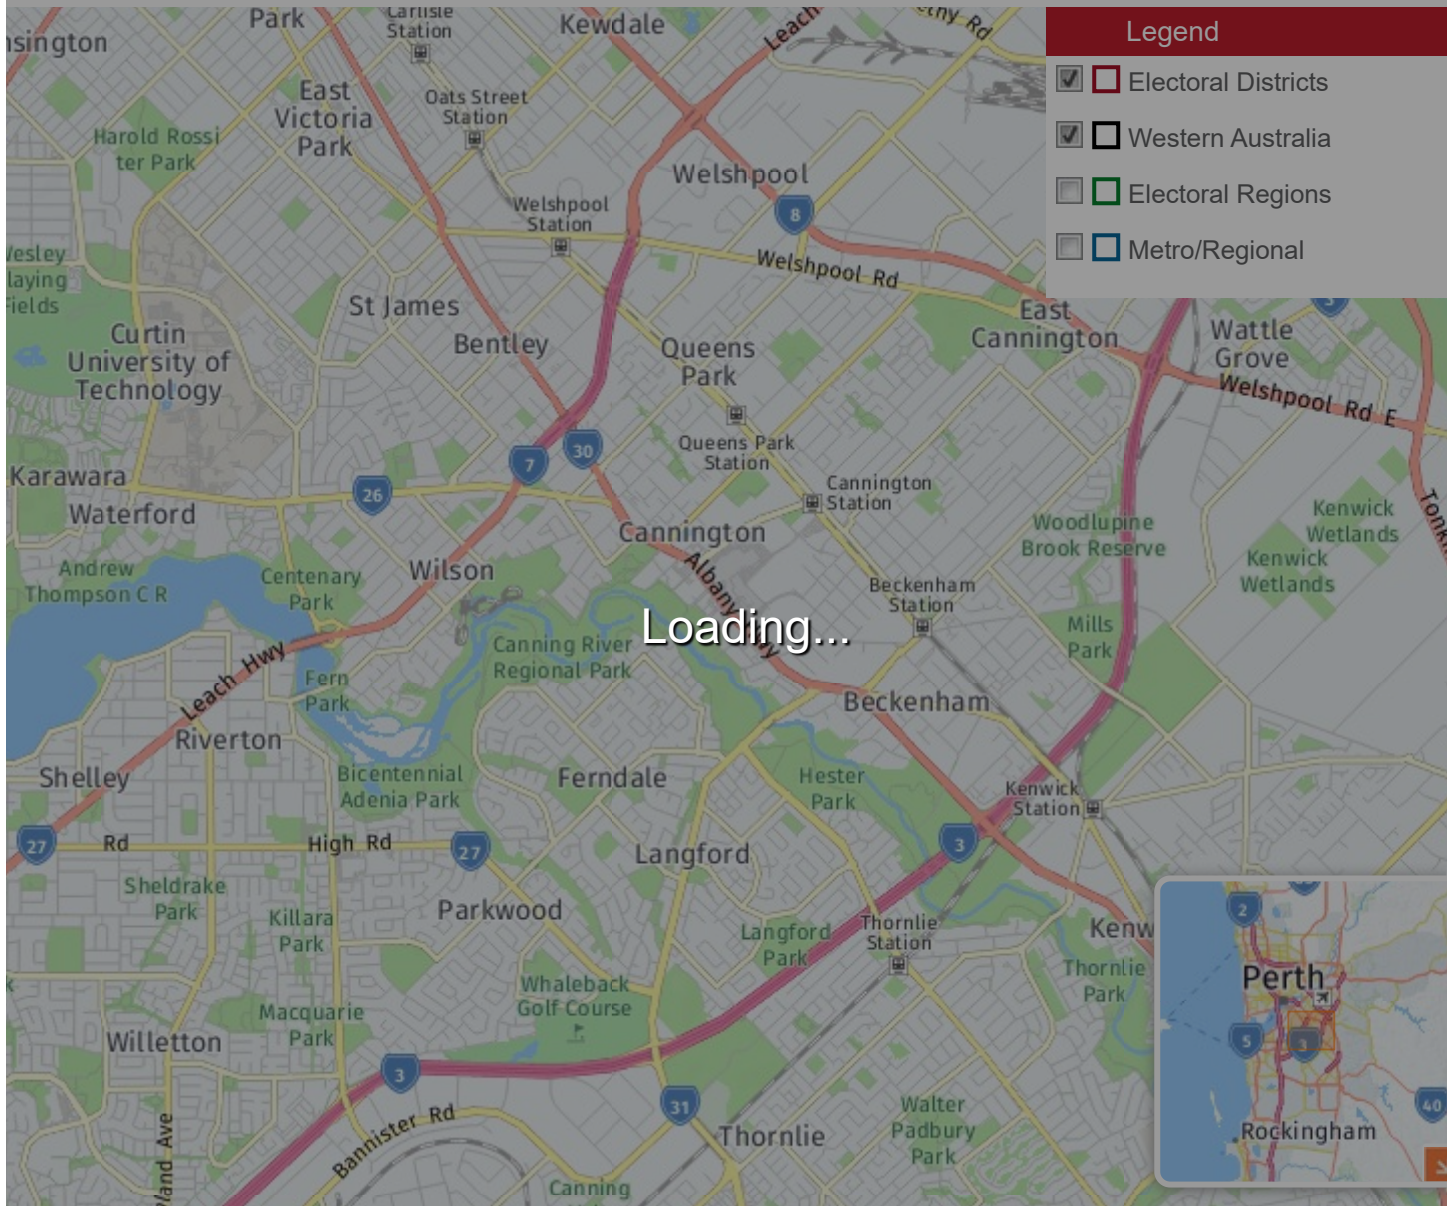 Park
Carlisle
Station
Kewdale
Leach
Legend
Electoral Districts
Western Australia
Electoral Regions
Metro/Regional
East
Victoria
Park
Oats Street
Station
Harold Rossi
ter Park
Welshpool
8
Welshpool
Station
Welshpool Rd
St James
Curtin
University of
Technology
Bentley
Queens
Park
East
Cannington
Wattle
Grove
Welshpool Rd E
7
30
Queens Park
Station
Karawara
26
Waterford
Cannington
Station
Cannington
Woodlupine
Brook Reserve
Kenwick
Wetlands
Kenwick
Wetlands
Andrew
Thompson C R
Centenary
Park
Wilson
Albany
Beckenham
Station
Loading...
Canning River
Regional Park
Mills
Park
Leach Hwy
Fern
Park
Beckenham
Riverton
Shelley
Bicentennial
Adenia Park
Ferndale
Hester
Park
Kenwick
Station
27
Rd
High Rd
27
Langford
3
Sheldrake
Park
Killara
Park
Parkwood
Langford
Park
Thornlie
Station
Kenw
Thornlie
Park
Whaleback
Golf Course
Macquarie
Park
Willetton
3
31
Bannister Rd
Thornlie
Walter
Padbury
Park
Canning
2
Perth
5
3
40
Rockingham